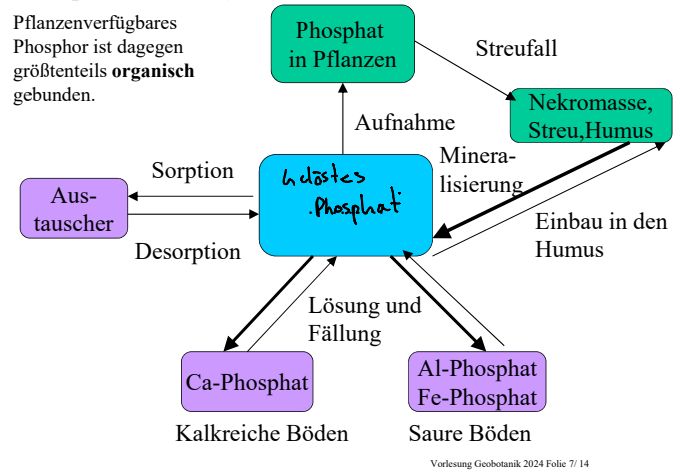 Pflanzenverfügbares
Phosphor ist dagegen
größtenteils organisch
gebunden.
Phosphat
in Pflanzen
Streufall
Nekromasse,
Streu,Humus
Aufnahme
Minera-
lisierung
Sorption
gelöstes
Phosphat
Aus-
tauscher
Einbau in den
Humus
Desorption
Lösung und
Fällung
Ca-Phosphat
Al-Phosphat
Fe-Phosphat
Kalkreiche Böden
Saure Böden
Vorlesung Geobotanik 2024 Folie 7/ 14